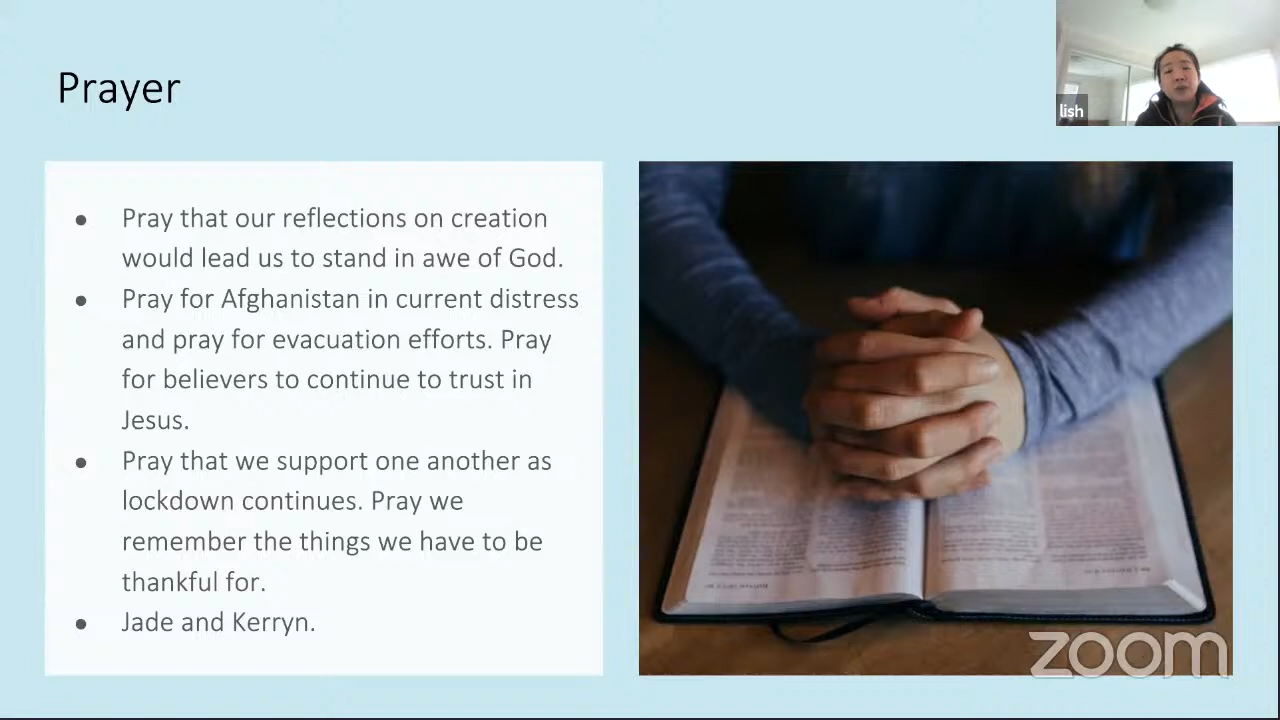 Prayer
lish
● Pray that our reflections on creation
would lead us to stand in awe of God.
● Pray for Afghanistan in current distress
and pray for evacuation efforts. Pray
for believers to continue to trust in
Jesus.
● Pray that we support one another as
lockdown continues. Pray we
remember the things we have to be
thankful for.
● Jade and Kerryn.
zoom